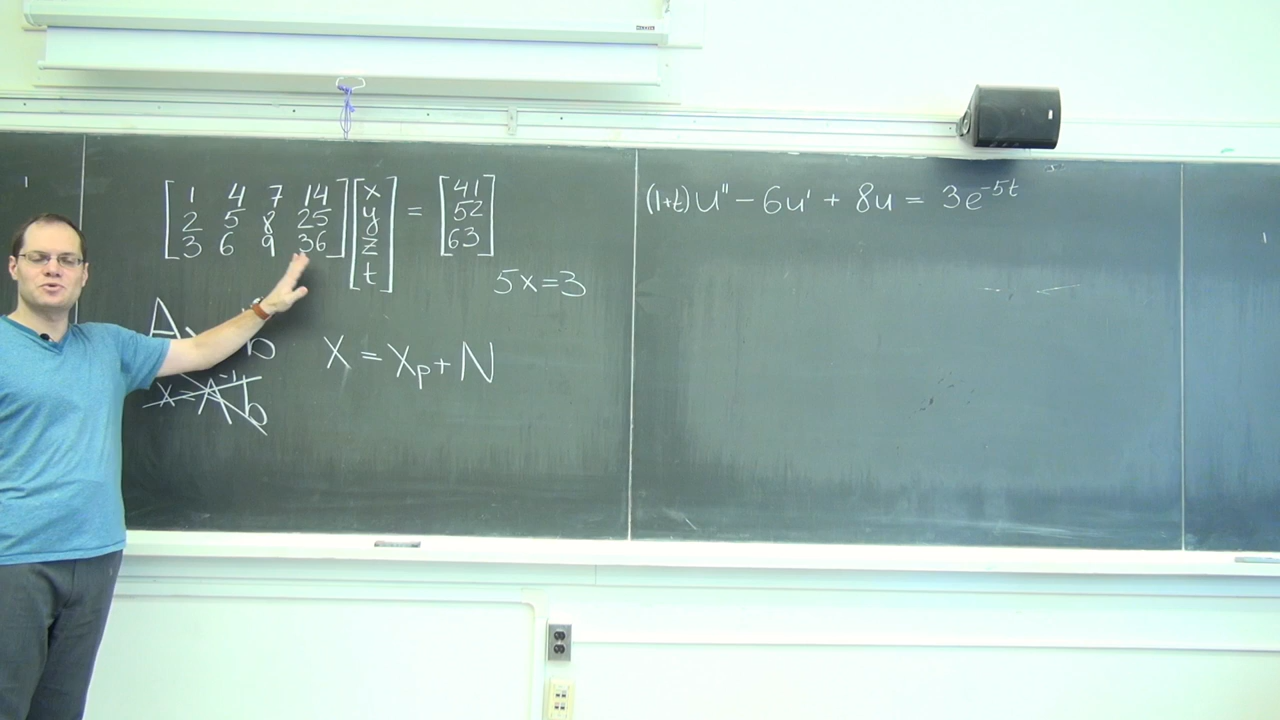 [1 4 7 14] [x] = [41]
[2 5 8 25] [y] [52]
[3 6 9 36] [z] [63]
[t]
5x=3
A b
X = Xp + N
x=A⁻¹b
(1+t)u'' - 6u' + 8u = 3e^-5t